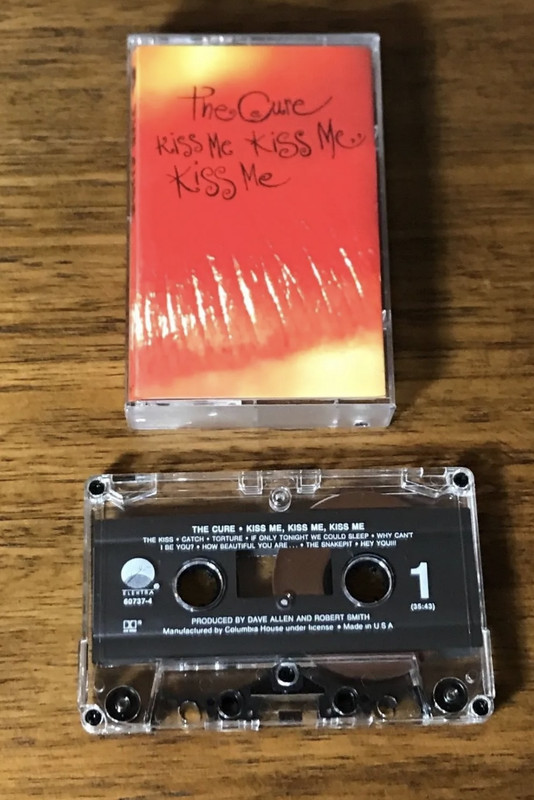 the Cure
Kiss Me Kiss Me
Kiss Me
THE CURE • KISS ME, KISS ME, KISS ME
THE KISS • CATCH • TORTURE • IF ONLY TONIGHT WE COULD SLEEP • WHY CAN'T
I BE YOU? • HOW BEAUTIFUL YOU ARE... • THE SNAKEPIT • HEY YOU!!!
ELEKTRA ®
60737-4
1
(35:43)
PRODUCED BY DAVE ALLEN AND ROBERT SMITH
Manufactured by Columbia House under license • Made in U S A